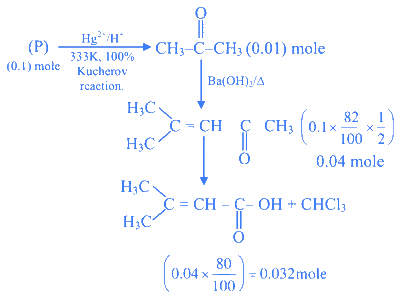 O
(P) Hg²⁺/H⁺ CH₃–C–CH₃ (0.01) mole
(0.1) mole 333K, 100%
Kucherov
reaction.
Ba(OH)₂/Δ
H₃C
C = CH C CH₃ (0.1 × 82/100 × 1/2)
H₃C
O
0.04 mole
H₃C
C = CH – C – OH + CHCl₃
H₃C
O
(0.04 × 80/100) = 0.032 mole